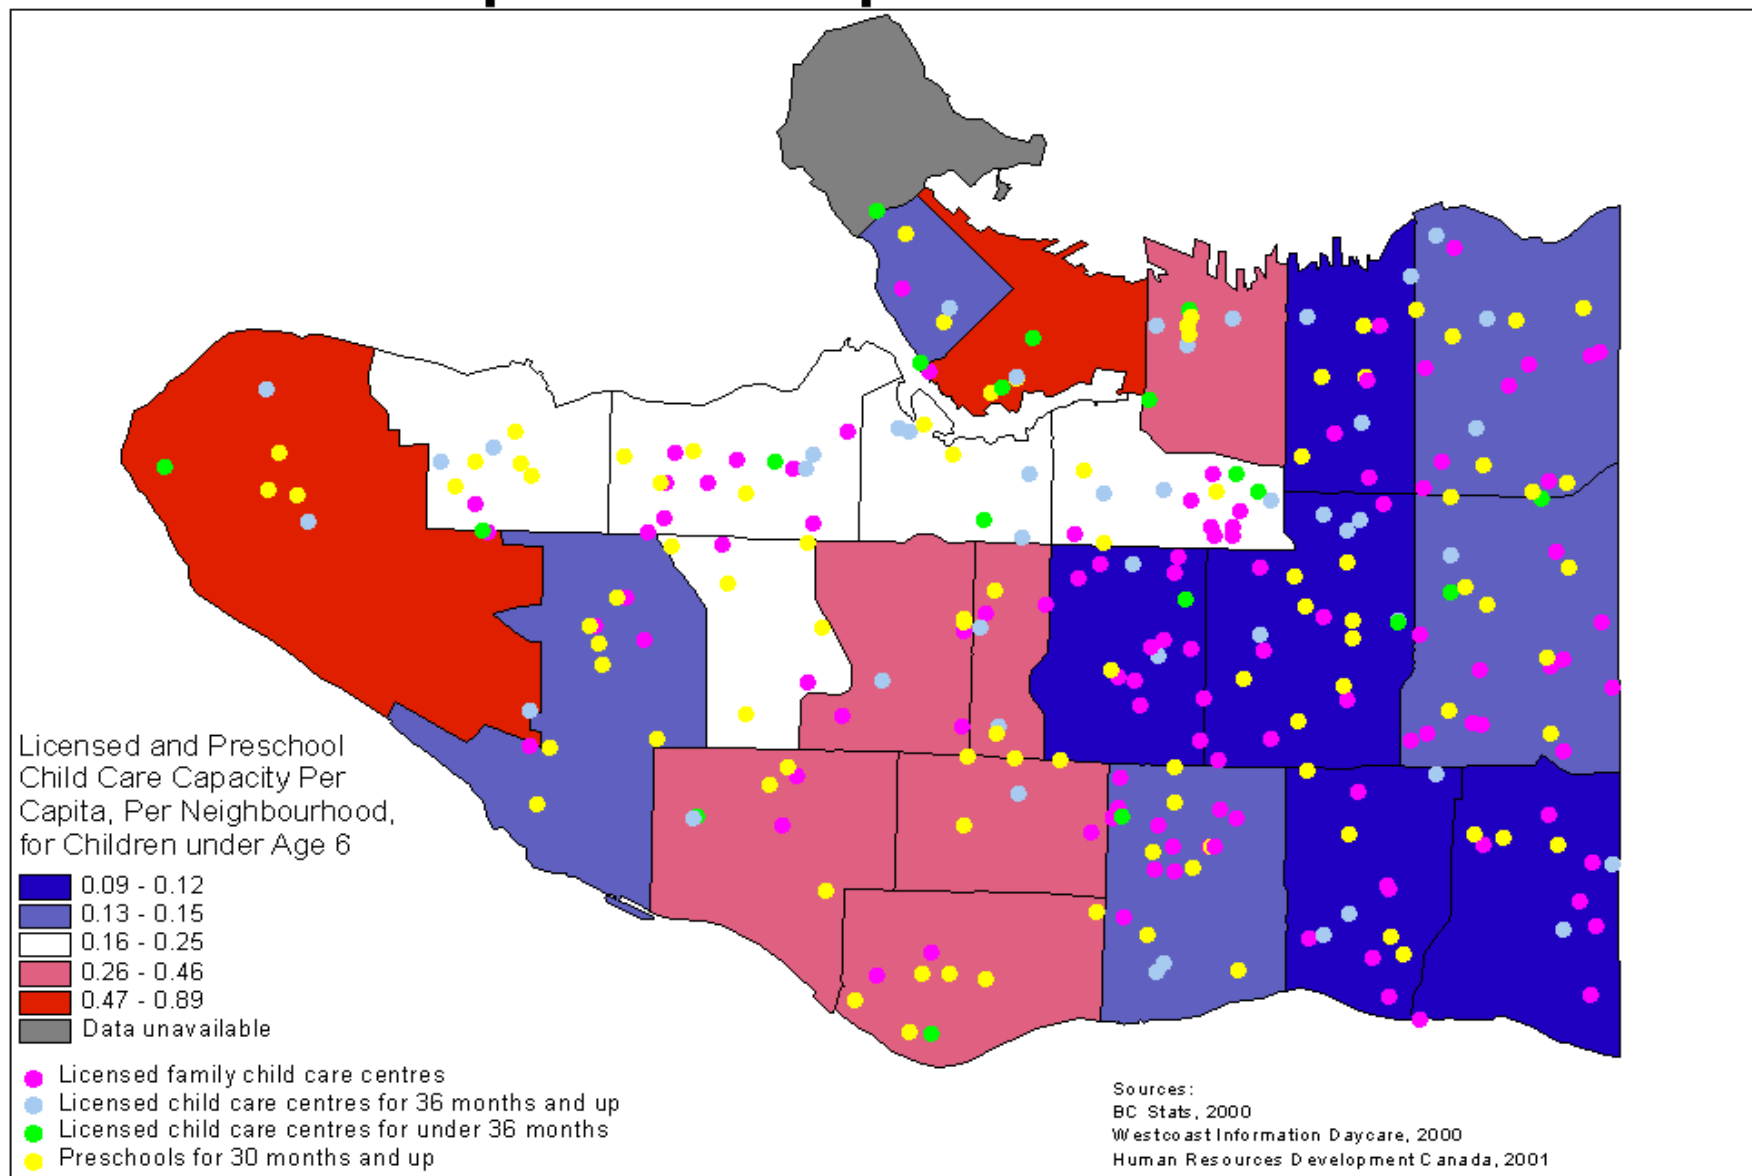 Licensed and Preschool
Child Care Capacity Per
Capita, Per Neighbourhood,
for Children under Age 6
0.09 - 0.12
0.13 - 0.15
0.16 - 0.25
0.26 - 0.46
0.47 - 0.89
Data unavailable
Licensed family child care centres
Licensed child care centres for 36 months and up
Licensed child care centres for under 36 months
Preschools for 30 months and up
Sources:
BC Stats, 2000
Westcoast Information Daycare, 2000
Human Resources Development Canada, 2001